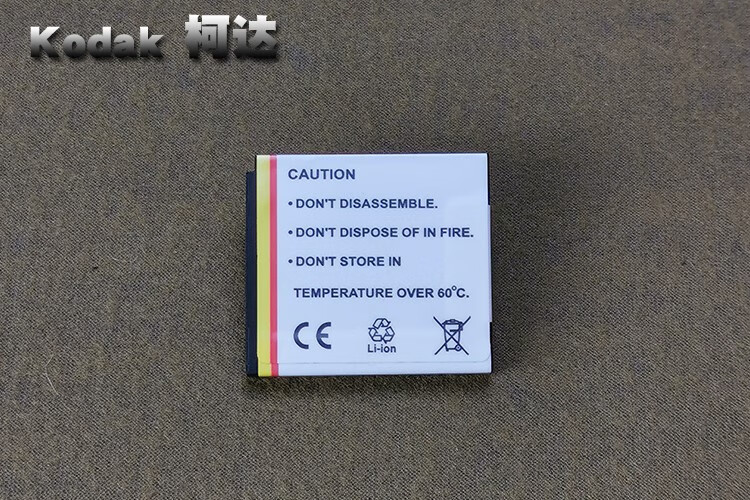 Kodak 柯达
CAUTION
• DON'T DISASSEMBLE.
• DON'T DISPOSE OF IN FIRE.
• DON'T STORE IN
TEMPERATURE OVER 60°C.
CE
Li-ion